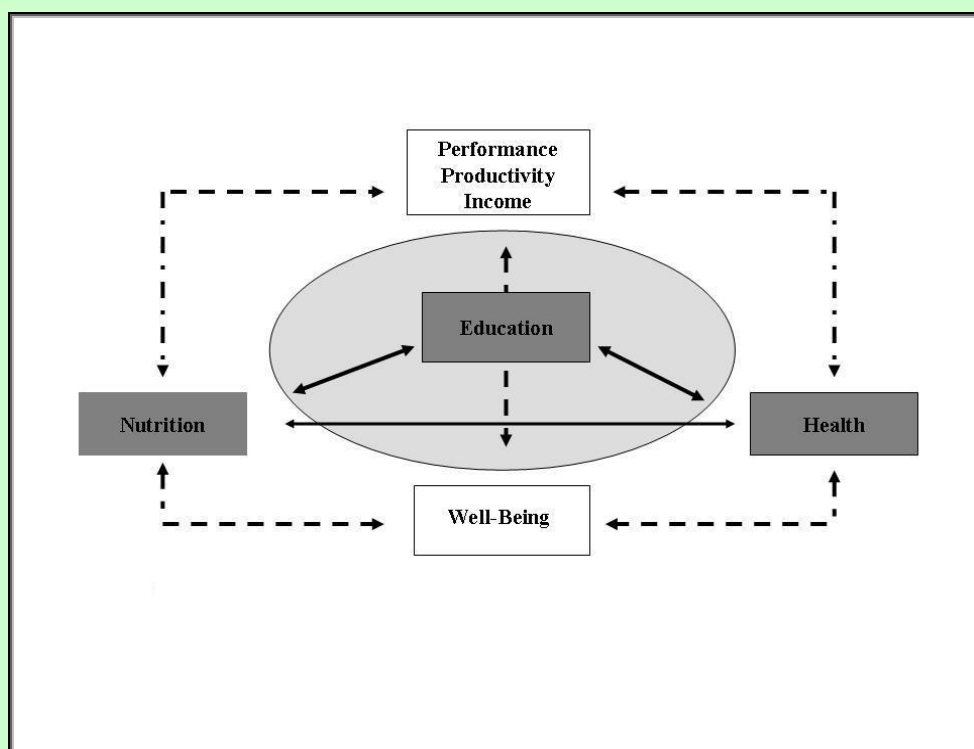 Performance
Productivity
Income
Education
Nutrition
Health
Well-Being